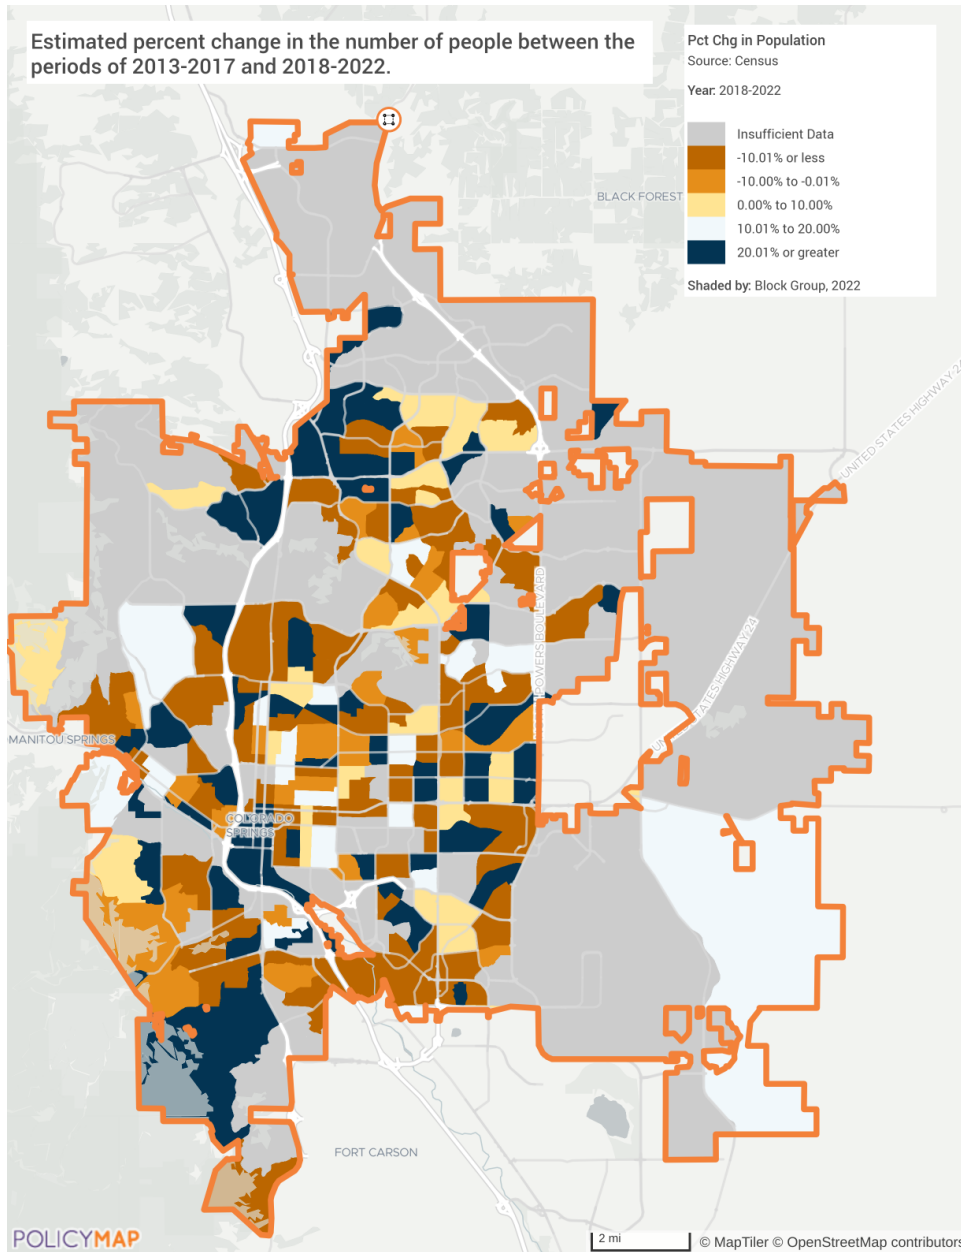 Estimated percent change in the number of people between the
periods of 2013-2017 and 2018-2022.
Pct Chg in Population
Source: Census
Year: 2018-2022
Insufficient Data
-10.01% or less
-10.00% to -0.01%
0.00% to 10.00%
10.01% to 20.00%
20.01% or greater
Shaded by: Block Group, 2022
BLACK FOREST
UNITED STATES HIGHWAY 24
POWERS BOULEVARD
STATES HIGHWAY 24
MANITOU SPRINGS
COLORADO
SPRINGS
FORT CARSON
POLICYMAP
2 mi
© MapTiler © OpenStreetMap contributors